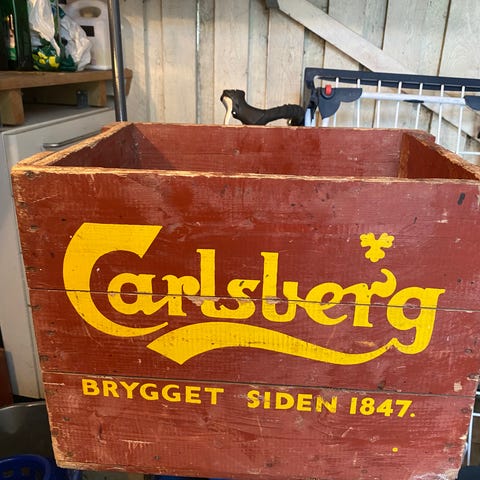 Carlsberg
BRYGGET SIDEN 1847.